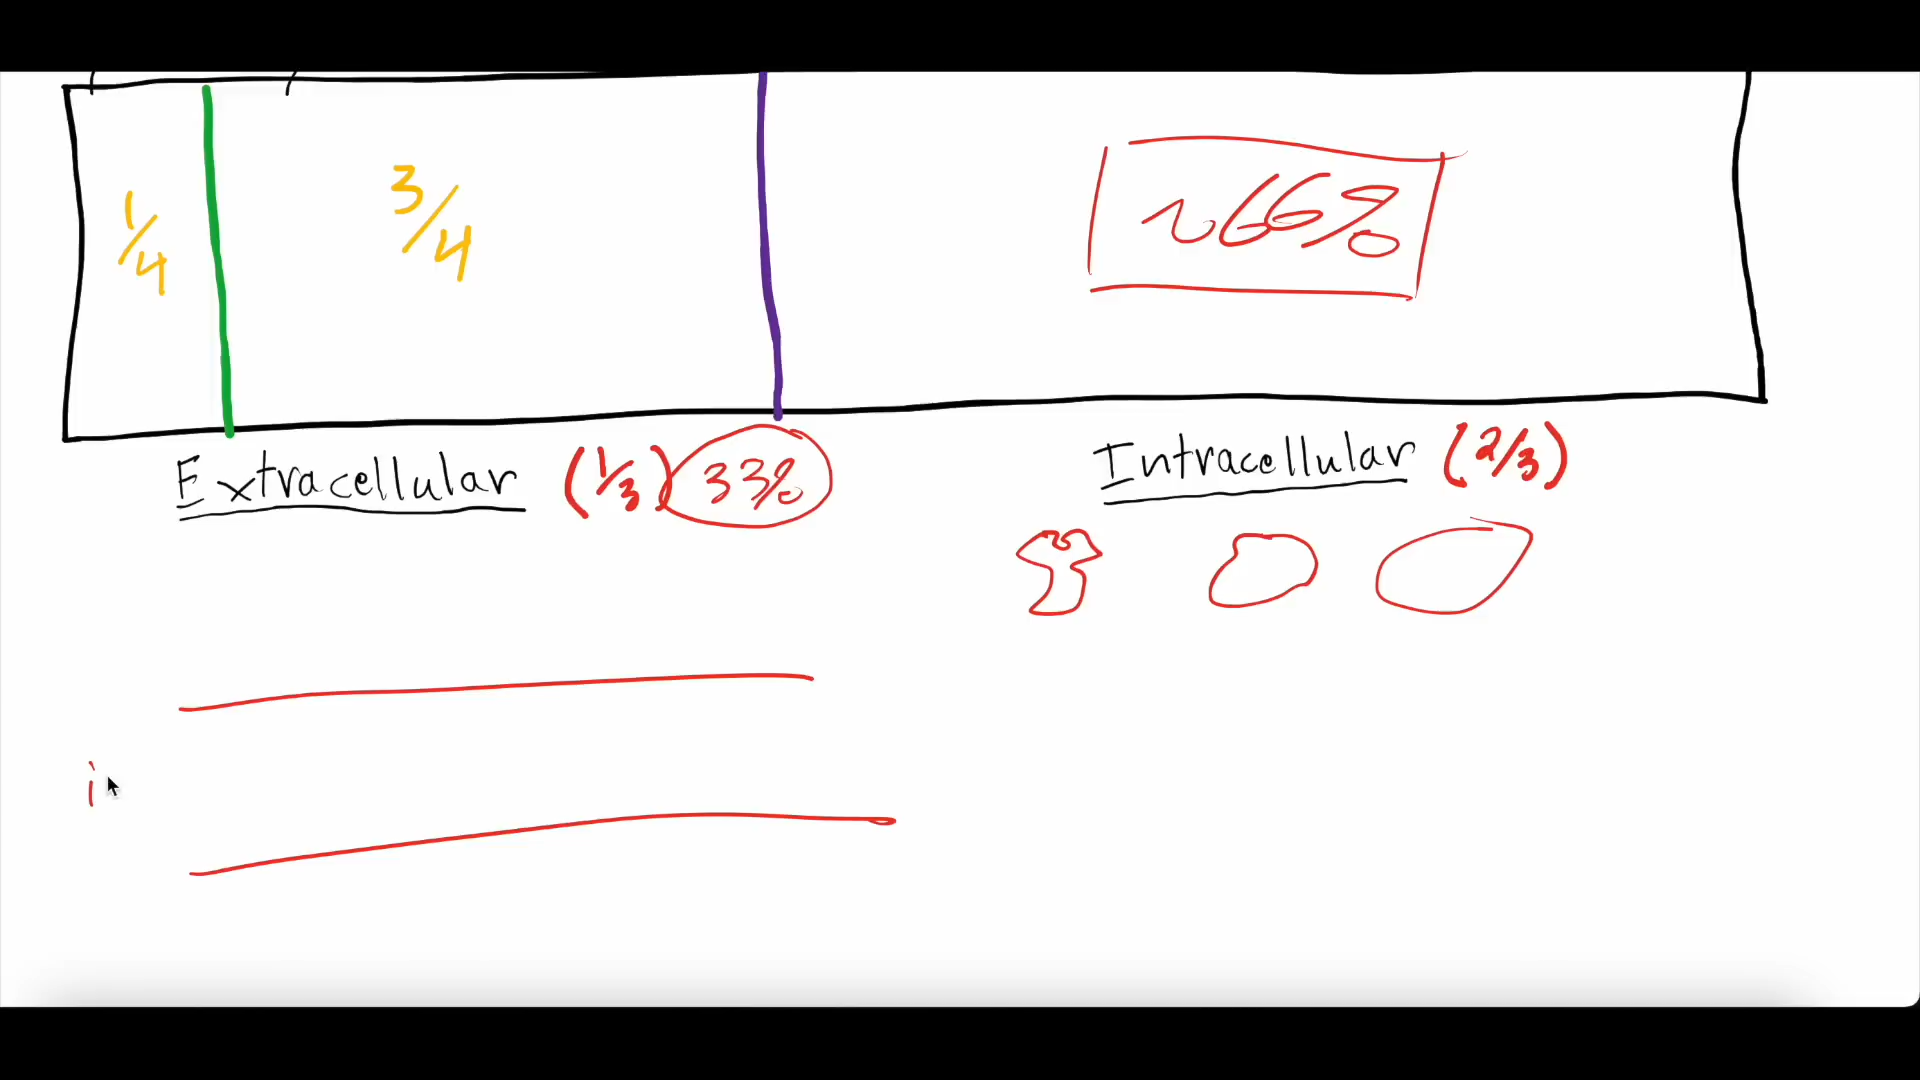 1/4
3/4
~66%
Extracellular (1/3) 33%
Intracellular (2/3)
i